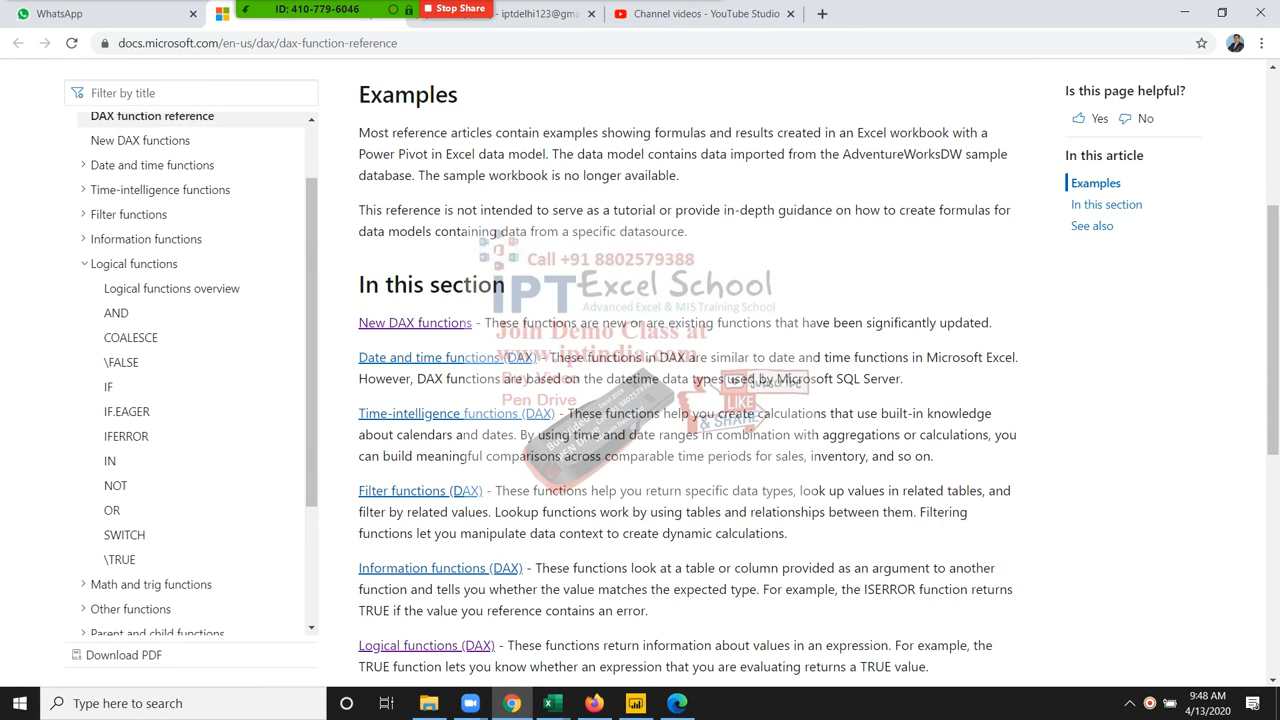 WhatsApp
ID: 410-779-6046
Stop Share
- iptdelhi123@gma
Channel videos - YouTube Studio
docs.microsoft.com/en-us/dax/dax-function-reference
Filter by title
DAX function reference
New DAX functions
Date and time functions
Time-intelligence functions
Filter functions
Information functions
Logical functions
Logical functions overview
AND
COALESCE
\FALSE
IF
IF.EAGER
IFERROR
IN
NOT
OR
SWITCH
\TRUE
Math and trig functions
Other functions
Parent and child functions
Download PDF
Examples
Most reference articles contain examples showing formulas and results created in an Excel workbook with a
Power Pivot in Excel data model. The data model contains data imported from the AdventureWorksDW sample
database. The sample workbook is no longer available.
This reference is not intended to serve as a tutorial or provide in-depth guidance on how to create formulas for
data models containing data from a specific datasource.
In this section
New DAX functions - These functions are new or are existing functions that have been significantly updated.
Date and time functions (DAX) - These functions in DAX are similar to date and time functions in Microsoft Excel.
However, DAX functions are based on the datetime data types used by Microsoft SQL Server.
Time-intelligence functions (DAX) - These functions help you create calculations that use built-in knowledge
about calendars and dates. By using time and date ranges in combination with aggregations or calculations, you
can build meaningful comparisons across comparable time periods for sales, inventory, and so on.
Filter functions (DAX) - These functions help you return specific data types, look up values in related tables, and
filter by related values. Lookup functions work by using tables and relationships between them. Filtering
functions let you manipulate data context to create dynamic calculations.
Information functions (DAX) - These functions look at a table or column provided as an argument to another
function and tells you whether the value matches the expected type. For example, the ISERROR function returns
TRUE if the value you reference contains an error.
Logical functions (DAX) - These functions return information about values in an expression. For example, the
TRUE function lets you know whether an expression that you are evaluating returns a TRUE value.
Call +91 8802579388
iPT Excel School
Advanced Excel & MIS Training School
Join Demo Class at
www.iptindia.com
Buy Video
Pen Drive
SUBSCRIBE
LIKE
& SHARE
Is this page helpful?
Yes
No
In this article
Examples
In this section
See also
Type here to search
9:48 AM
4/13/2020